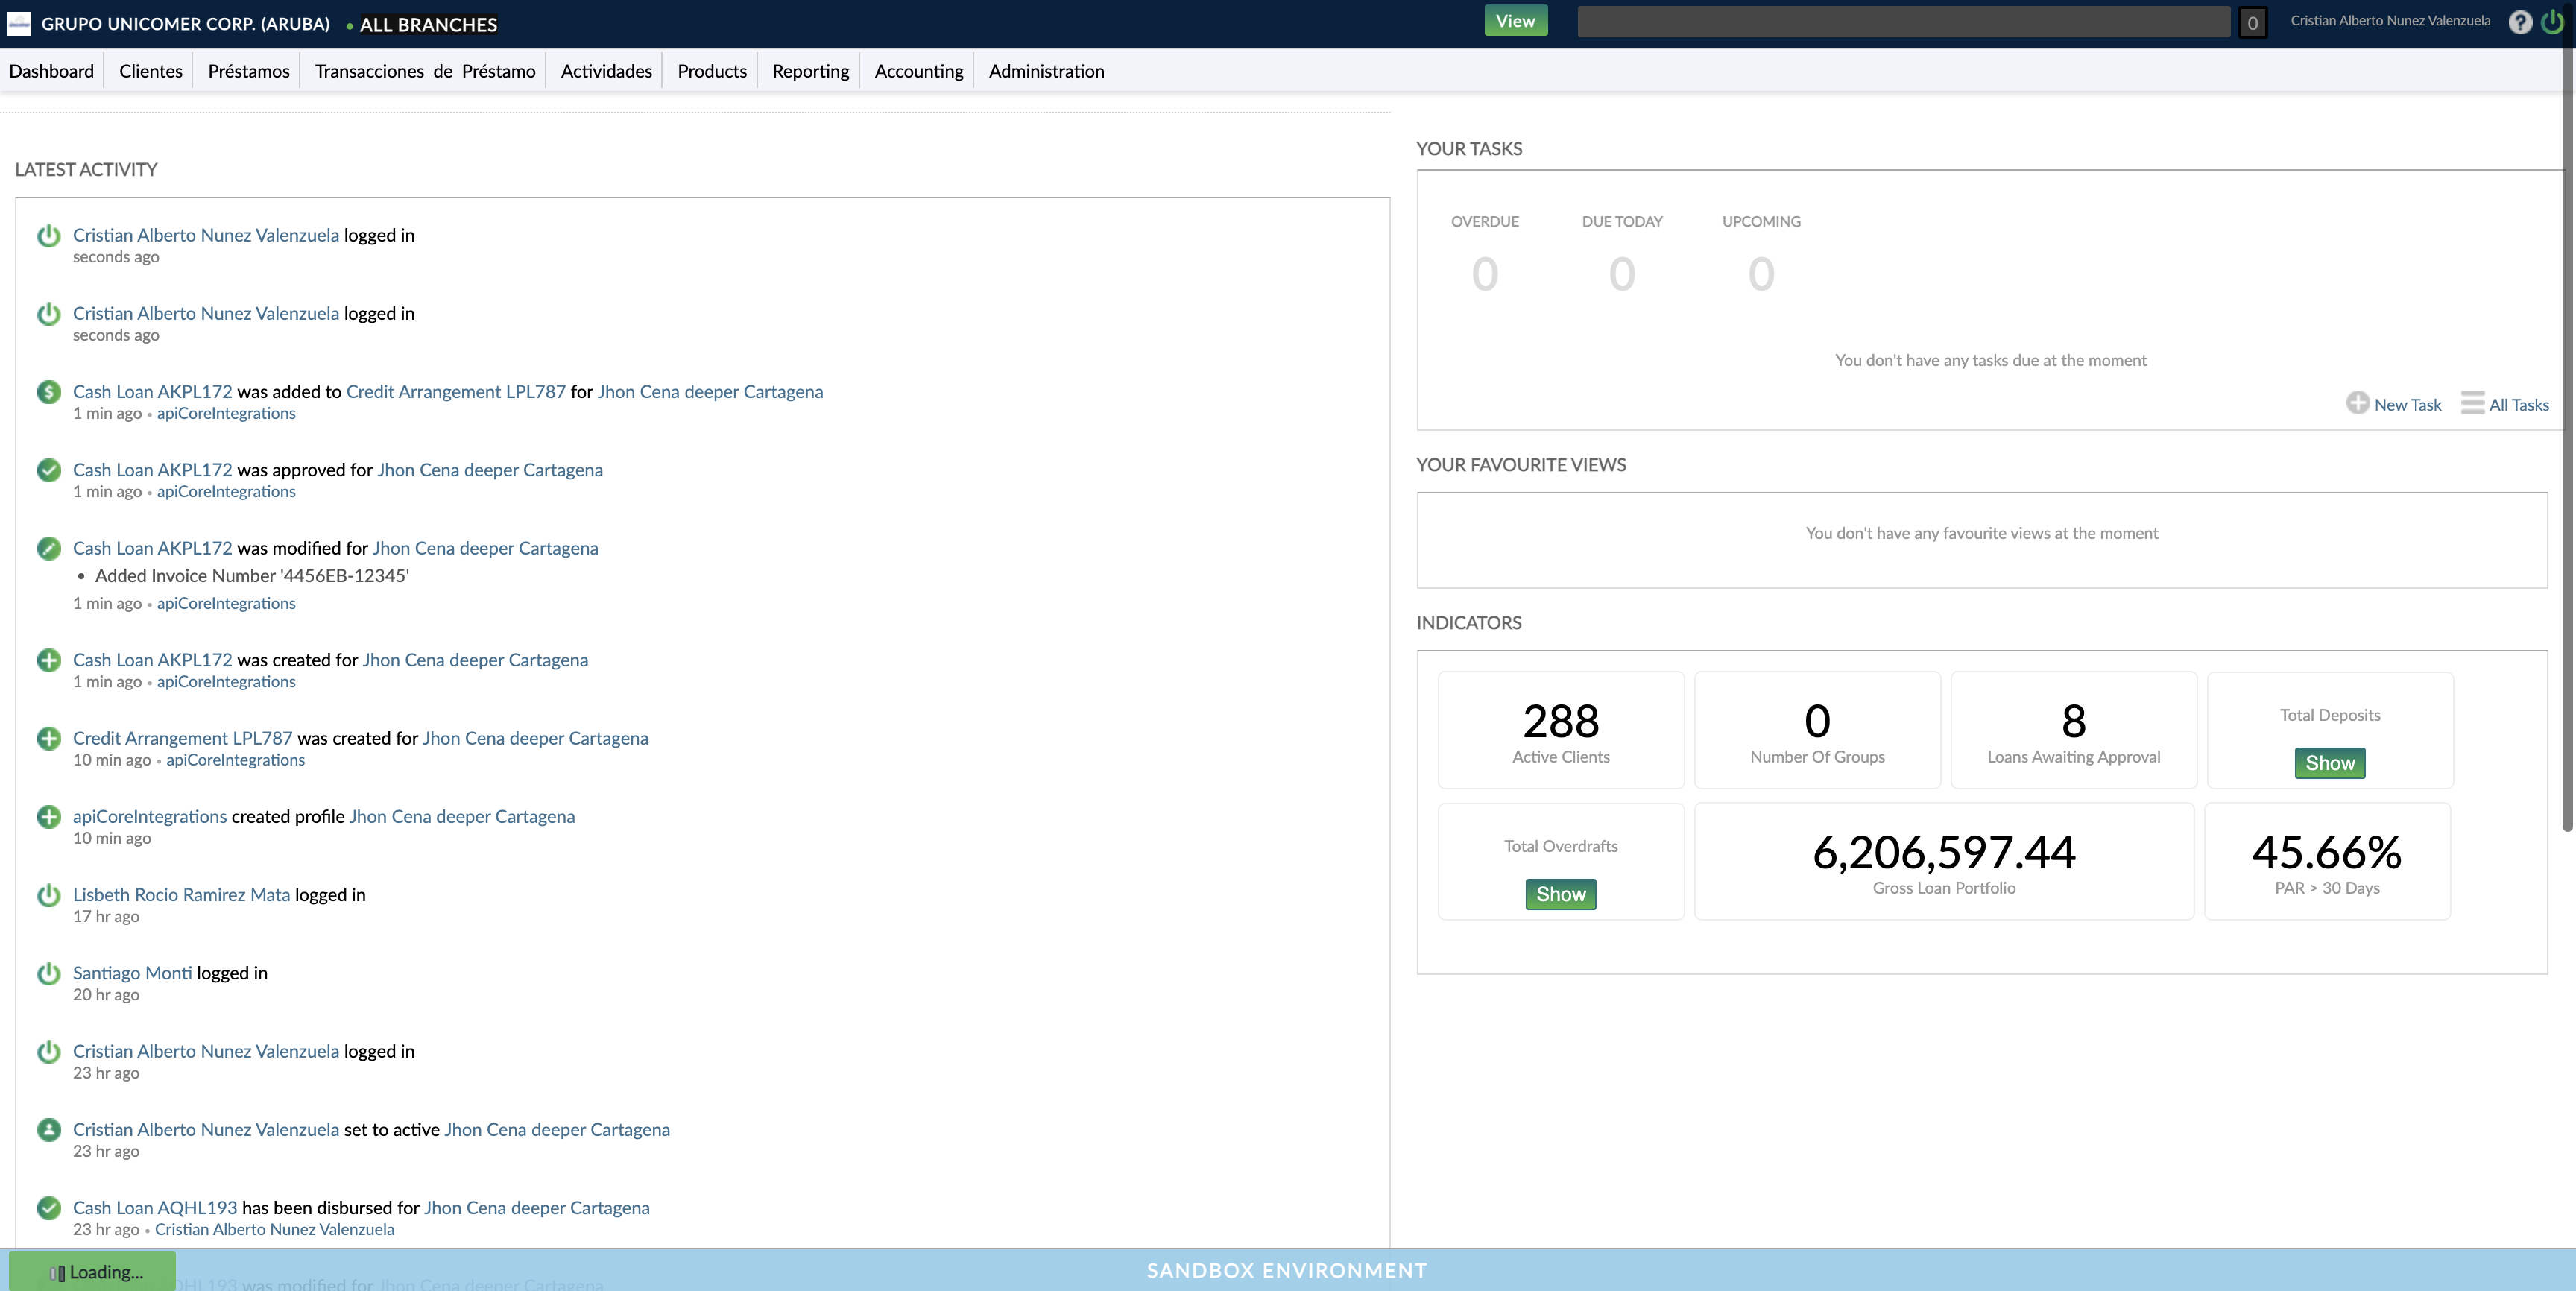 GRUPO UNICOMER CORP. (ARUBA) • ALL BRANCHES
View
0
Cristian Alberto Nunez Valenzuela
?
Dashboard
Clientes
Préstamos
Transacciones de Préstamo
Actividades
Products
Reporting
Accounting
Administration
LATEST ACTIVITY
Cristian Alberto Nunez Valenzuela logged in
seconds ago
Cristian Alberto Nunez Valenzuela logged in
seconds ago
Cash Loan AKPL172 was added to Credit Arrangement LPL787 for Jhon Cena deeper Cartagena
1 min ago • apiCoreIntegrations
Cash Loan AKPL172 was approved for Jhon Cena deeper Cartagena
1 min ago • apiCoreIntegrations
Cash Loan AKPL172 was modified for Jhon Cena deeper Cartagena
• Added Invoice Number '4456EB-12345'
1 min ago • apiCoreIntegrations
Cash Loan AKPL172 was created for Jhon Cena deeper Cartagena
1 min ago • apiCoreIntegrations
Credit Arrangement LPL787 was created for Jhon Cena deeper Cartagena
10 min ago • apiCoreIntegrations
apiCoreIntegrations created profile Jhon Cena deeper Cartagena
10 min ago
Lisbeth Rocio Ramirez Mata logged in
17 hr ago
Santiago Monti logged in
20 hr ago
Cristian Alberto Nunez Valenzuela logged in
23 hr ago
Cristian Alberto Nunez Valenzuela set to active Jhon Cena deeper Cartagena
23 hr ago
Cash Loan AQHL193 has been disbursed for Jhon Cena deeper Cartagena
23 hr ago • Cristian Alberto Nunez Valenzuela
QHL193 was modified for Jhon Cena deeper Cartagena
YOUR TASKS
OVERDUE
DUE TODAY
UPCOMING
0
0
0
You don't have any tasks due at the moment
New Task
All Tasks
YOUR FAVOURITE VIEWS
You don't have any favourite views at the moment
INDICATORS
288
Active Clients
0
Number Of Groups
8
Loans Awaiting Approval
Total Deposits
Show
Total Overdrafts
Show
6,206,597.44
Gross Loan Portfolio
45.66%
PAR > 30 Days
Loading...
SANDBOX ENVIRONMENT